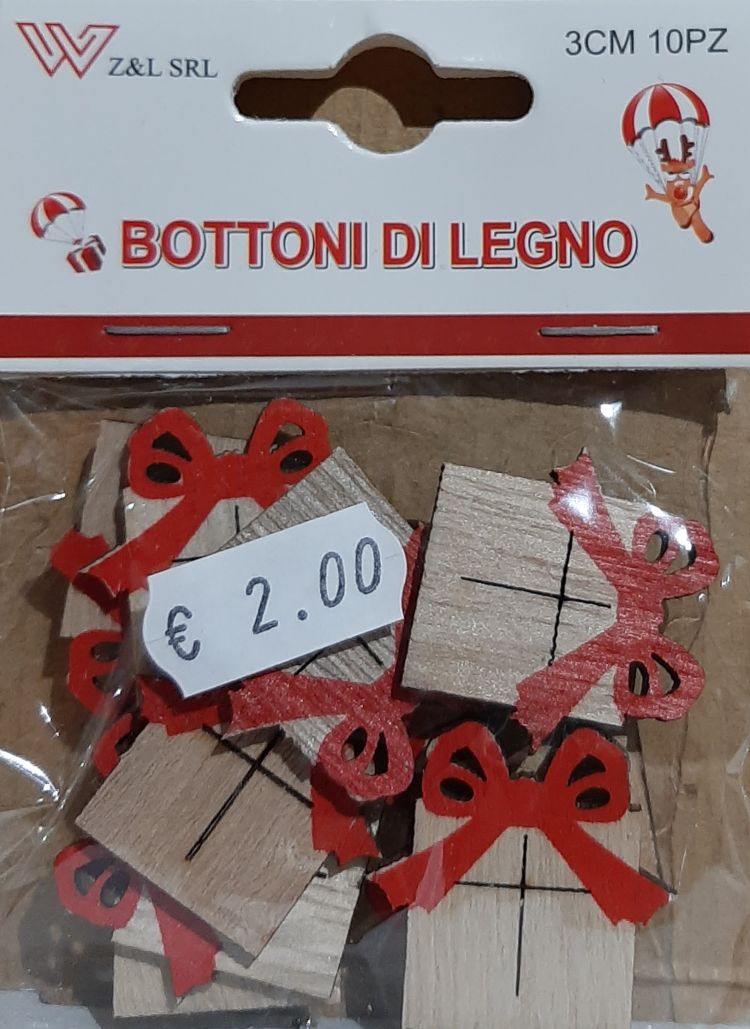 Z&L SRL
3CM 10PZ
BOTTONI DI LEGNO
€ 2.00